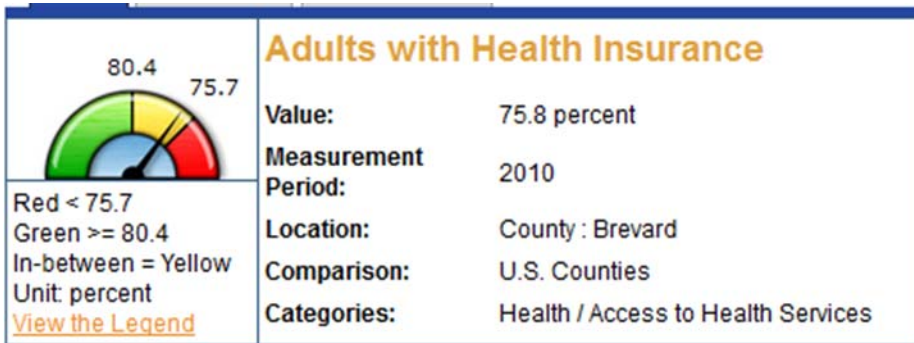 80.4
75.7
Red < 75.7
Green >= 80.4
In-between = Yellow
Unit: percent
View the Legend
Adults with Health Insurance
Value: 75.8 percent
Measurement
Period: 2010
Location: County : Brevard
Comparison: U.S. Counties
Categories: Health / Access to Health Services